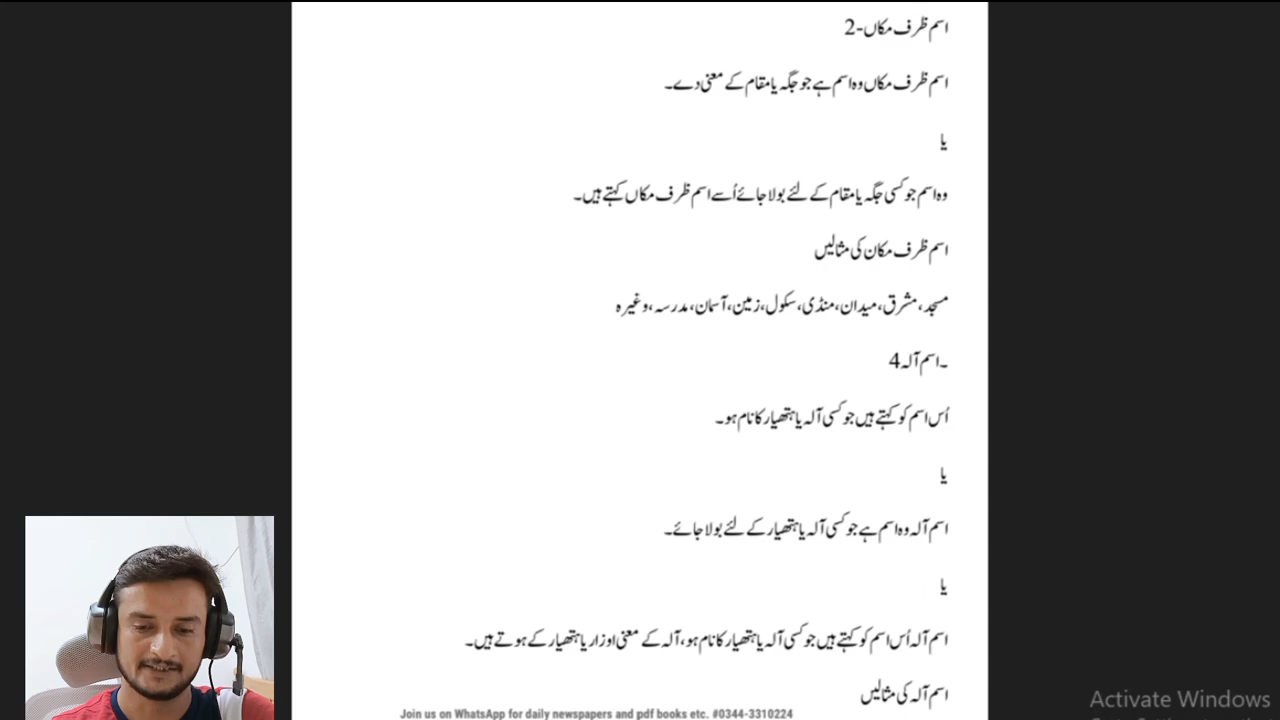 2-اسم ظرف مکاں
اسم ظرف مکاں وہ اسم ہے جو جگہ یا مقام کے معنی دے۔
یا
وہ اسم جو کسی جگہ یا مقام کے لئے بولا جائے اُسے اسم ظرف مکاں کہتے ہیں۔
اسم ظرف مکان کی مثالیں
مسجد، مشرق، میدان، منڈی، سکول، زمین، آسمان، مدرسہ، وغیرہ
۔اسم آلہ4
اُس اسم کو کہتے ہیں جو کسی آلہ یا ہتھیار کا نام ہو۔
یا
اسم آلہ وہ اسم ہے جو کسی آلہ یا ہتھیار کے لئے بولا جائے۔
یا
اسم آلہ اُس اسم کو کہتے ہیں جو کسی آلہ یا ہتھیار کا نام ہو، آلہ کے معنی اوزار یا ہتھیار کے ہوتے ہیں۔
اسم آلہ کی مثالیں
Join us on WhatsApp for daily newspapers and pdf books etc. #0344-3310224
Activate Windows